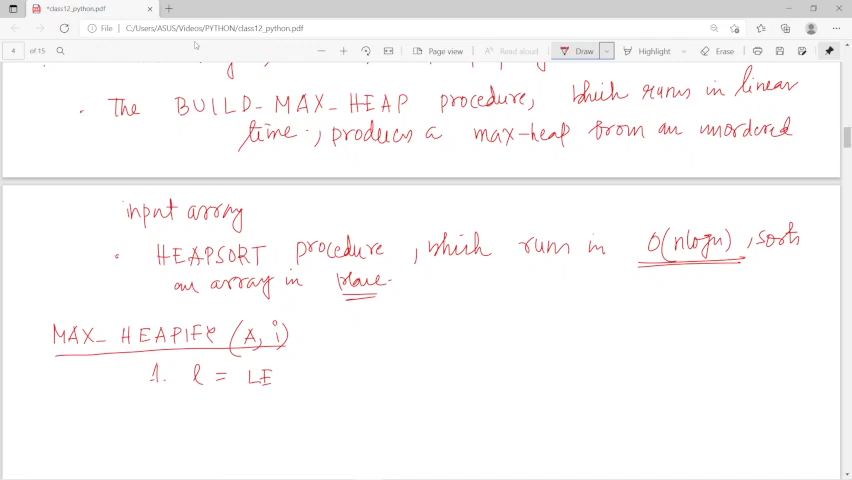 *class12_python.pdf
File
C:/Users/ASUS/Videos/PYTHON/class12_python.pdf
4 of 15
Page view
Read aloud
Draw
Highlight
Erase
. The BUILD-MAX-HEAP procedure, which runs in linear
time., produces a max-heap from an unordered
input array
. HEAPSORT procedure, which runs in O(nlogn), sorts
an array in place.
MAX_ HEAPIFY (A, i)
1. l = LE